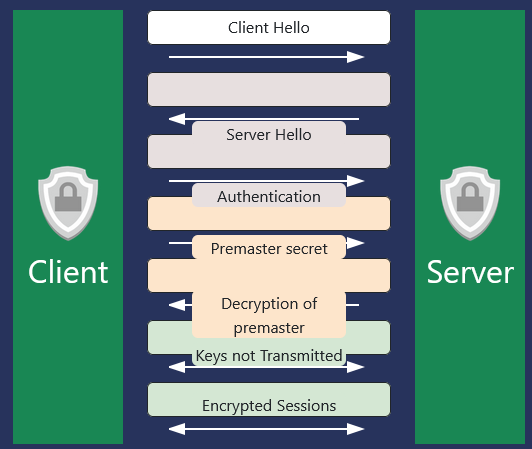 Client Hello
Server Hello
Authentication
Premaster secret
Decryption of
premaster
Keys not Transmitted
Encrypted Sessions
Client
Server